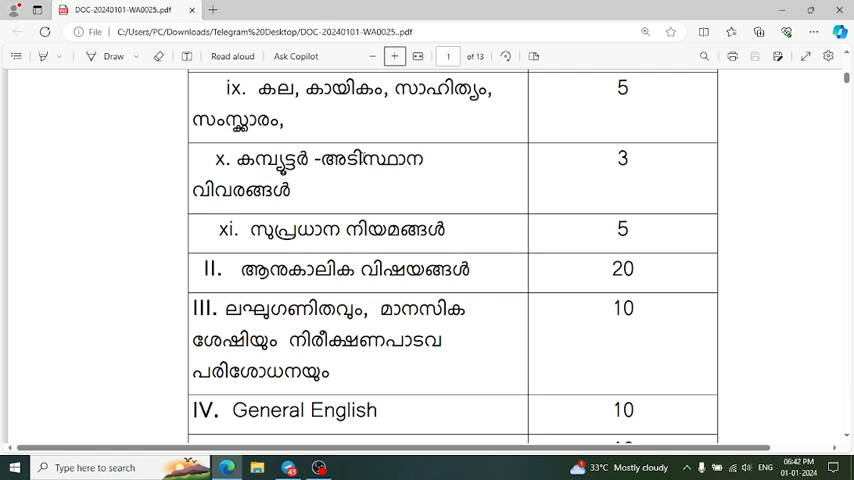 DOC-20240101-WA0025..pdf
File
C:/Users/PC/Downloads/Telegram%20Desktop/DOC-20240101-WA0025..pdf
Draw
Read aloud
Ask Copilot
1
of 13
ix. കല, കായികം, സാഹിത്യം, 5
സംസ്ക്കാരം,
x. കമ്പ്യൂട്ടർ -അടിസ്ഥാന 3
വിവരങ്ങൾ
xi. സുപ്രധാന നിയമങ്ങൾ 5
II. ആനുകാലിക വിഷയങ്ങൾ 20
III. ലഘുഗണിതവും, മാനസിക 10
ശേഷിയും നിരീക്ഷണപാടവ
പരിശോധനയും
IV. General English 10
Type here to search
43
33°C Mostly cloudy
ENG
06:42 PM
01-01-2024